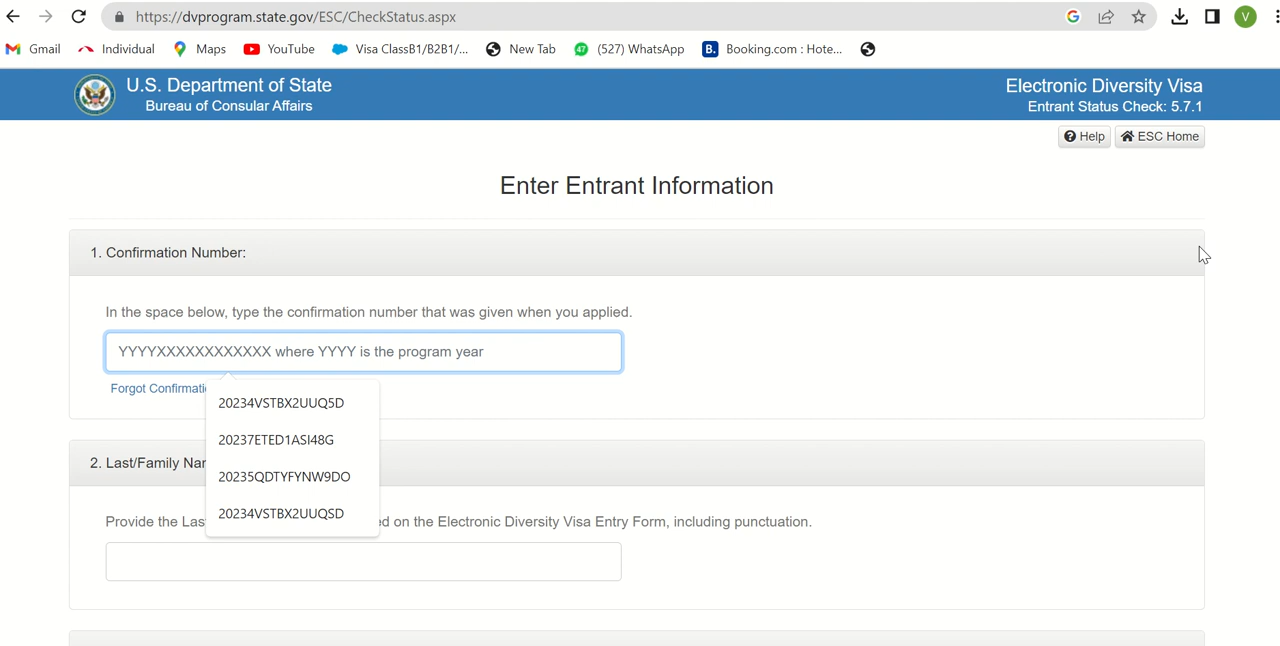 https://dvprogram.state.gov/ESC/CheckStatus.aspx
V
Gmail Individual Maps YouTube Visa ClassB1/B2B1/... New Tab 47 (527) WhatsApp B. Booking.com : Hote...
U.S. Department of State
Bureau of Consular Affairs
Electronic Diversity Visa
Entrant Status Check: 5.7.1
Help ESC Home
Enter Entrant Information
1. Confirmation Number:
In the space below, type the confirmation number that was given when you applied.
YYYYXXXXXXXXXXXX where YYYY is the program year
Forgot Confirmati
20234VSTBX2UUQ5D
20237ETED1ASI48G
20235QDTYFYNW9DO
20234VSTBX2UUQSD
2. Last/Family Nar
Provide the Las ed on the Electronic Diversity Visa Entry Form, including punctuation.